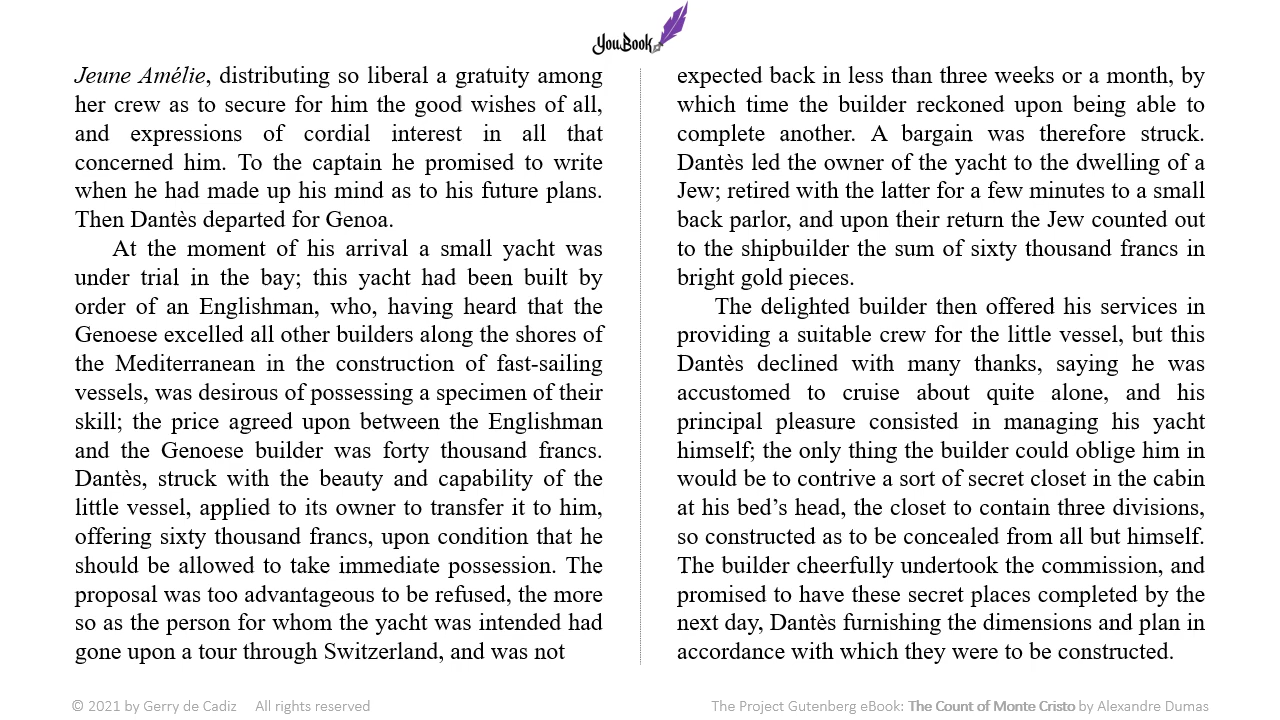 YouBook
Jeune Amélie, distributing so liberal a gratuity among
her crew as to secure for him the good wishes of all,
and expressions of cordial interest in all that
concerned him. To the captain he promised to write
when he had made up his mind as to his future plans.
Then Dantès departed for Genoa.
At the moment of his arrival a small yacht was
under trial in the bay; this yacht had been built by
order of an Englishman, who, having heard that the
Genoese excelled all other builders along the shores of
the Mediterranean in the construction of fast-sailing
vessels, was desirous of possessing a specimen of their
skill; the price agreed upon between the Englishman
and the Genoese builder was forty thousand francs.
Dantès, struck with the beauty and capability of the
little vessel, applied to its owner to transfer it to him,
offering sixty thousand francs, upon condition that he
should be allowed to take immediate possession. The
proposal was too advantageous to be refused, the more
so as the person for whom the yacht was intended had
gone upon a tour through Switzerland, and was not
expected back in less than three weeks or a month, by
which time the builder reckoned upon being able to
complete another. A bargain was therefore struck.
Dantès led the owner of the yacht to the dwelling of a
Jew; retired with the latter for a few minutes to a small
back parlor, and upon their return the Jew counted out
to the shipbuilder the sum of sixty thousand francs in
bright gold pieces.
The delighted builder then offered his services in
providing a suitable crew for the little vessel, but this
Dantès declined with many thanks, saying he was
accustomed to cruise about quite alone, and his
principal pleasure consisted in managing his yacht
himself; the only thing the builder could oblige him in
would be to contrive a sort of secret closet in the cabin
at his bed’s head, the closet to contain three divisions,
so constructed as to be concealed from all but himself.
The builder cheerfully undertook the commission, and
promised to have these secret places completed by the
next day, Dantès furnishing the dimensions and plan in
accordance with which they were to be constructed.
© 2021 by Gerry de Cadiz All rights reserved
The Project Gutenberg eBook: The Count of Monte Cristo by Alexandre Dumas